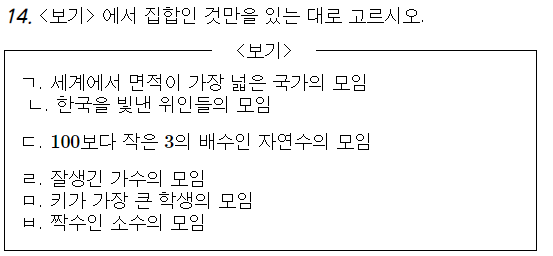 14. <보기> 에서 집합인 것만을 있는 대로 고르시오.
<보기>
ㄱ. 세계에서 면적이 가장 넓은 국가의 모임
ㄴ. 한국을 빛낸 위인들의 모임
ㄷ. 100보다 작은 3의 배수인 자연수의 모임
ㄹ. 잘생긴 가수의 모임
ㅁ. 키가 가장 큰 학생의 모임
ㅂ. 짝수인 소수의 모임